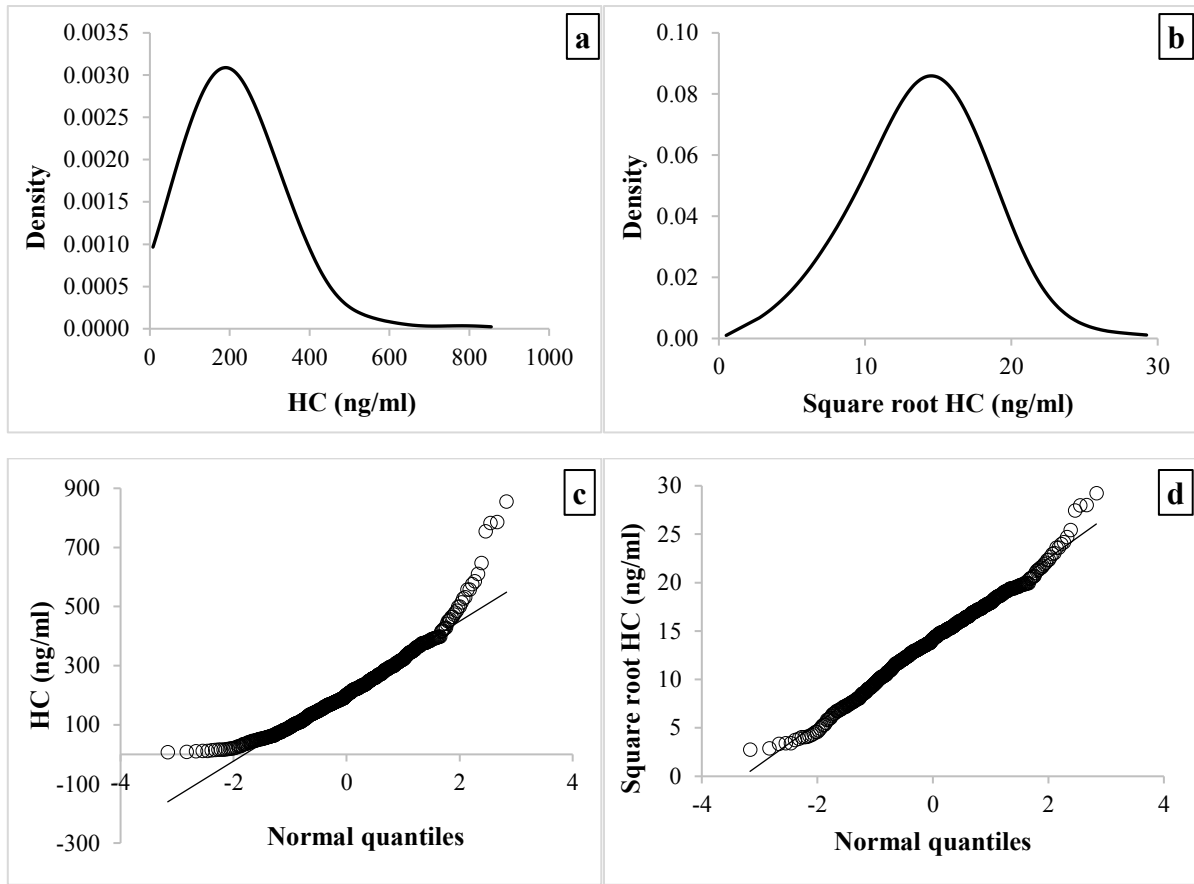 a
0.0035
0.0030
0.0025
0.0020
0.0015
0.0010
0.0005
0.0000
Density
0 200 400 600 800 1000
HC (ng/ml)
b
0.10
0.08
0.06
0.04
0.02
0.00
Density
0 10 20 30
Square root HC (ng/ml)
c
900
700
500
300
100
-100
-300
HC (ng/ml)
-4 -2 0 2 4
Normal quantiles
d
30
25
20
15
10
5
0
Square root HC (ng/ml)
-4 -2 0 2 4
Normal quantiles